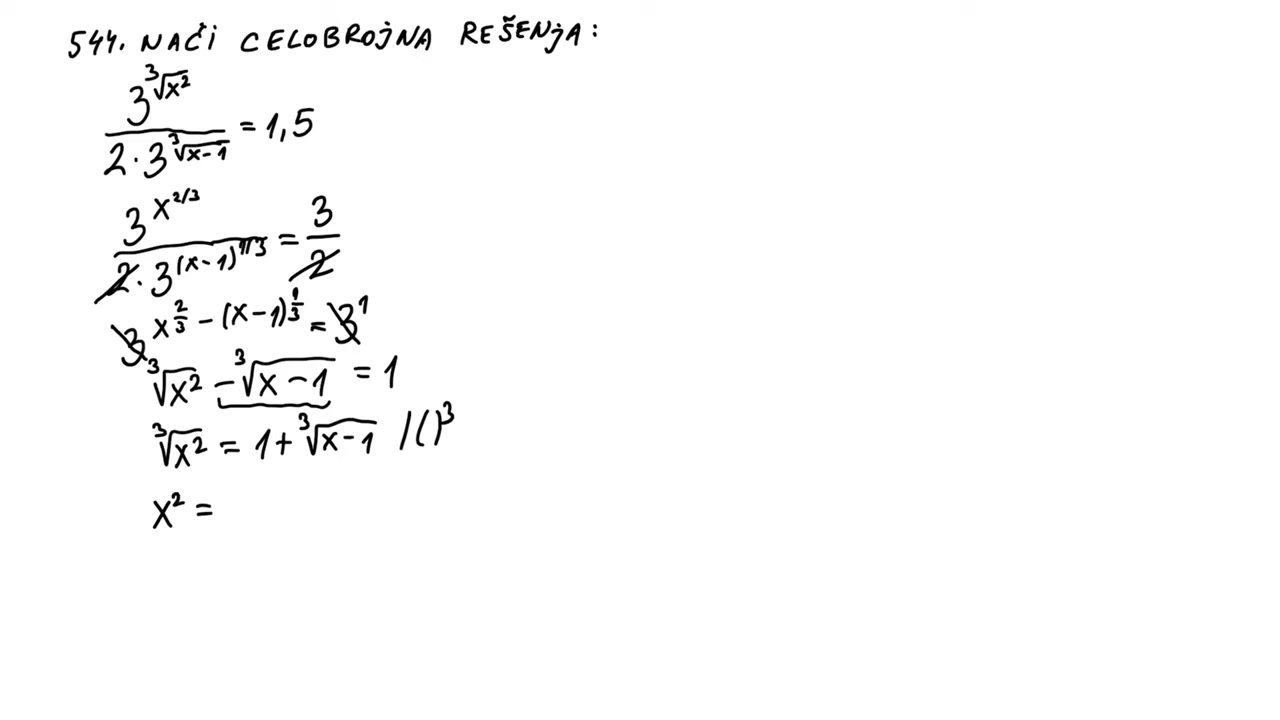 544. NAČI CELOBROJNA REŠENJA:
3^∛(x²) / (2·3^∛(x-1)) = 1,5
3^(x^(2/3)) / (2·3^((x-1)^(1/3))) = 3/2
3^(x^(2/3) - (x-1)^(1/3)) = 3^1
∛(x²) - ∛(x-1) = 1
∛(x²) = 1 + ∛(x-1) /()³
x² =